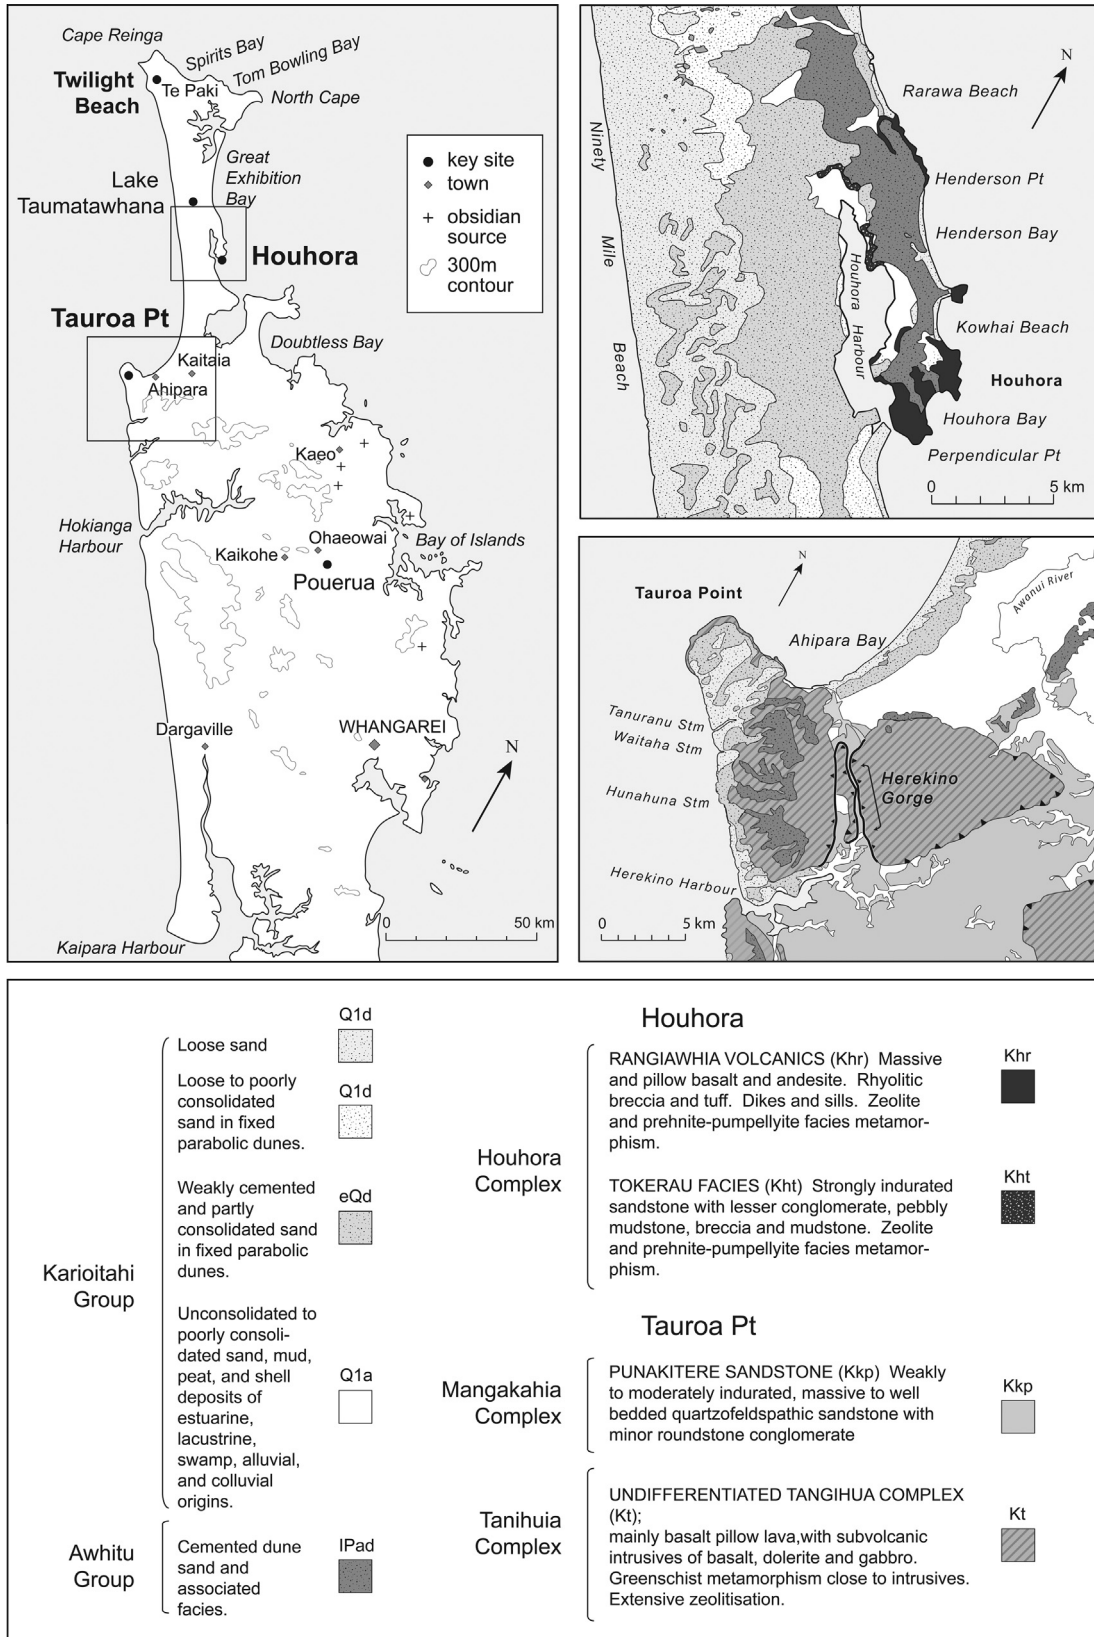 Cape Reinga
Spirits Bay
Tom Bowling Bay
Twilight
Beach
Te Paki
North Cape
Great
Exhibition
Bay
Lake
Taumatawhana
Houhora
Tauroa Pt
Kaitaia
Ahipara
Doubtless Bay
Kaeo
Hokianga
Harbour
Kaikohe
Ohaeowai
Bay of Islands
Pouerua
Dargaville
WHANGAREI
N
Kaipara Harbour
0 50 km
key site
town
obsidian
source
300m
contour
Ninety
Mile
Beach
N
Rarawa Beach
Henderson Pt
Henderson Bay
Houhora
Harbour
Kowhai Beach
Houhora
Houhora Bay
Perpendicular Pt
0 5 km
N
Tauroa Point
Ahipara Bay
Awanui River
Tanuranu Stm
Waitaha Stm
Hunahuna Stm
Herekino
Gorge
Herekino Harbour
0 5 km
Karioitahi
Group
Q1d
Loose sand
Loose to poorly
consolidated
sand in fixed
parabolic dunes.
Q1d
Weakly cemented
and partly
consolidated sand
in fixed parabolic
dunes.
eQd
Unconsolidated to
poorly consoli-
dated sand, mud,
peat, and shell
deposits of
estuarine,
lacustrine,
swamp, alluvial,
and colluvial
origins.
Q1a
Awhitu
Group
Cemented dune
sand and
associated
facies.
IPad
Houhora
Houhora
Complex
RANGIAWHIA VOLCANICS (Khr) Massive
and pillow basalt and andesite. Rhyolitic
breccia and tuff. Dikes and sills. Zeolite
and prehnite-pumpellyite facies metamor-
phism.
Khr
TOKERAU FACIES (Kht) Strongly indurated
sandstone with lesser conglomerate, pebbly
mudstone, breccia and mudstone. Zeolite
and prehnite-pumpellyite facies metamor-
phism.
Kht
Tauroa Pt
Mangakahia
Complex
PUNAKITERE SANDSTONE (Kkp) Weakly
to moderately indurated, massive to well
bedded quartzofeldspathic sandstone with
minor roundstone conglomerate
Kkp
Tanihuia
Complex
UNDIFFERENTIATED TANGIHUA COMPLEX
(Kt);
mainly basalt pillow lava,with subvolcanic
intrusives of basalt, dolerite and gabbro.
Greenschist metamorphism close to intrusives.
Extensive zeolitisation.
Kt